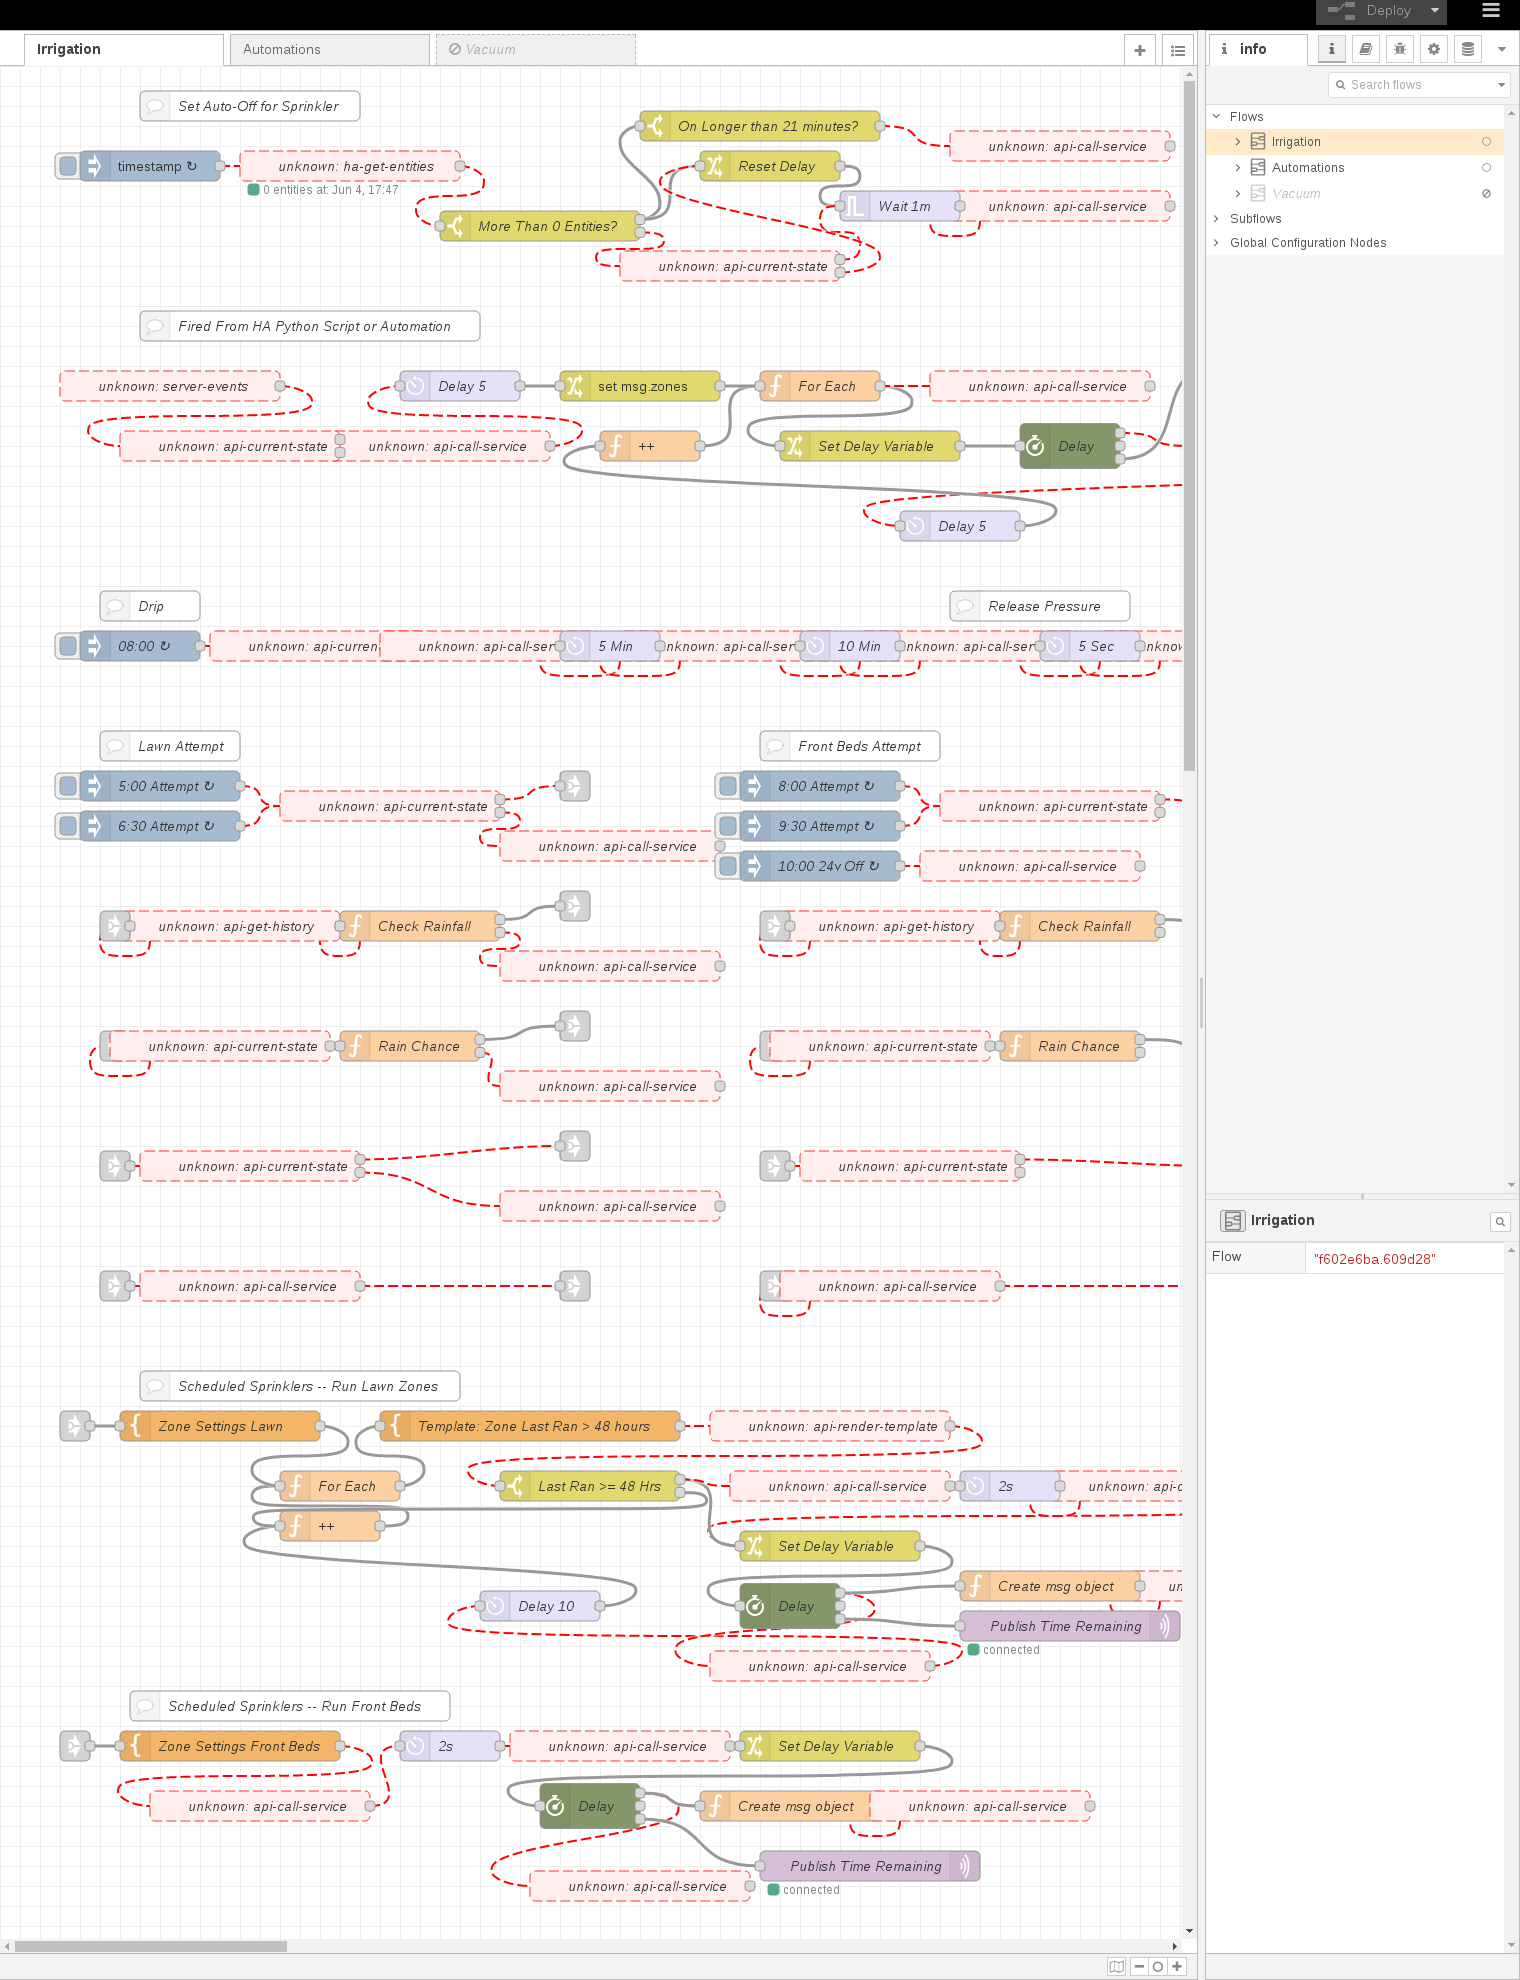 Deploy
Irrigation
Automations
Vacuum
info
Search flows
Flows
Irrigation
Automations
Vacuum
Subflows
Global Configuration Nodes
Irrigation
Flow
"f602e6ba.609d28"
Set Auto-Off for Sprinkler
On Longer than 21 minutes?
unknown: api-call-service
timestamp ↻
unknown: ha-get-entities
Reset Delay
0 entities at: Jun 4, 17:47
Wait 1m
unknown: api-call-service
More Than 0 Entities?
unknown: api-current-state
Fired From HA Python Script or Automation
unknown: server-events
Delay 5
set msg.zones
For Each
unknown: api-call-service
unknown: api-current-state
unknown: api-call-service
++
Set Delay Variable
Delay
Delay 5
Drip
Release Pressure
08:00 ↻
unknown: api-curren
unknown: api-call-ser
5 Min
nknown: api-call-ser
10 Min
nknown: api-call-ser
5 Sec
nknow
Lawn Attempt
Front Beds Attempt
5:00 Attempt ↻
8:00 Attempt ↻
unknown: api-current-state
unknown: api-current-state
6:30 Attempt ↻
9:30 Attempt ↻
unknown: api-call-service
10:00 24v Off ↻
unknown: api-call-service
unknown: api-get-history
Check Rainfall
unknown: api-get-history
Check Rainfall
unknown: api-call-service
unknown: api-current-state
Rain Chance
unknown: api-current-state
Rain Chance
unknown: api-call-service
unknown: api-current-state
unknown: api-current-state
unknown: api-call-service
unknown: api-call-service
unknown: api-call-service
Scheduled Sprinklers -- Run Lawn Zones
Zone Settings Lawn
Template: Zone Last Ran > 48 hours
unknown: api-render-template
For Each
Last Ran >= 48 Hrs
unknown: api-call-service
2s
unknown: api-c
++
Set Delay Variable
Create msg object
un
Delay 10
Delay
Publish Time Remaining
connected
unknown: api-call-service
Scheduled Sprinklers -- Run Front Beds
Zone Settings Front Beds
2s
unknown: api-call-service
Set Delay Variable
unknown: api-call-service
Delay
Create msg object
unknown: api-call-service
Publish Time Remaining
unknown: api-call-service
connected